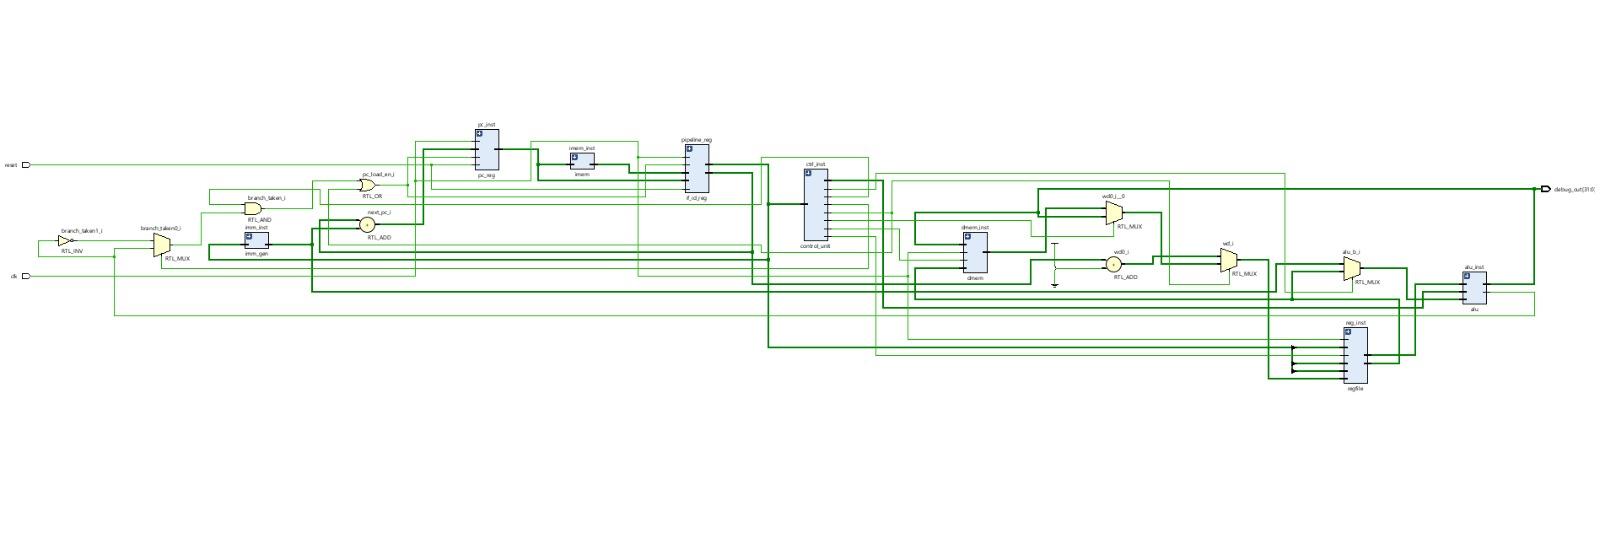 pc_inst
pc_reg
imem_inst
imem
pipeline_reg
if_id_reg
ctrl_inst
control_unit
reset
pc_load_en_i
RTL_OR
branch_taken_i
RTL_AND
next_pc_i
RTL_ADD
branch_taken1_i
RTL_INV
branch_taken0_i
RTL_MUX
imm_inst
imm_gen
clk
dmem_inst
dmem
wd0_i__0
RTL_MUX
wd0_i
RTL_ADD
wd_i
RTL_MUX
alu_b_i
RTL_MUX
alu_inst
alu
reg_inst
regfile
debug_out[31:0]